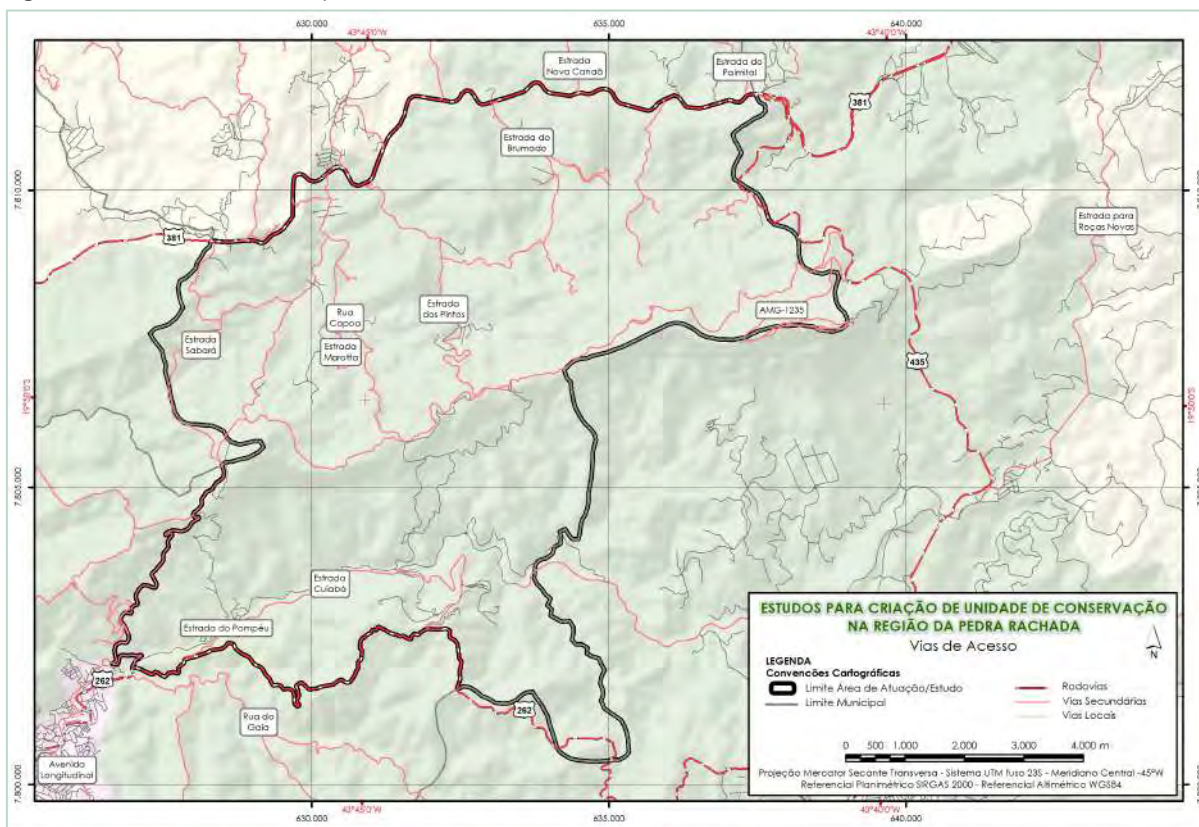 630.000
635.000
640.000
43°45'0"W
43°40'0"W
Estrada
Nova Canaã
Estrada do
Palmital
381
Estrada do
Brumado
7.810.000
Estrada para
Roças Novas
381
Rua
Capoa
Estrada
dos Pintos
AMG-1235
Estrada
Sabará
Estrada
Marotta
435
19°50'0"S
19°50'0"S
7.805.000
Estrada
Cuiabá
Estrada do Pompéu
262
262
Rua do
Gaia
Avenida
Longitudinal
7.800.000
ESTUDOS PARA CRIAÇÃO DE UNIDADE DE CONSERVAÇÃO
NA REGIÃO DA PEDRA RACHADA
Vias de Acesso
N
LEGENDA
Convenções Cartográficas
Limite Área de Atuação/Estudo
Limite Municipal
Rodovias
Vias Secundárias
Vias Locais
0 500 1.000 2.000 3.000 4.000 m
Projeção Mercator Secante Transversa - Sistema UTM fuso 23S - Meridiano Central -45°W
Referencial Planimétrico SIRGAS 2000 - Referencial Altimétrico WGS84
630.000
635.000
640.000
43°45'0"W
43°40'0"W